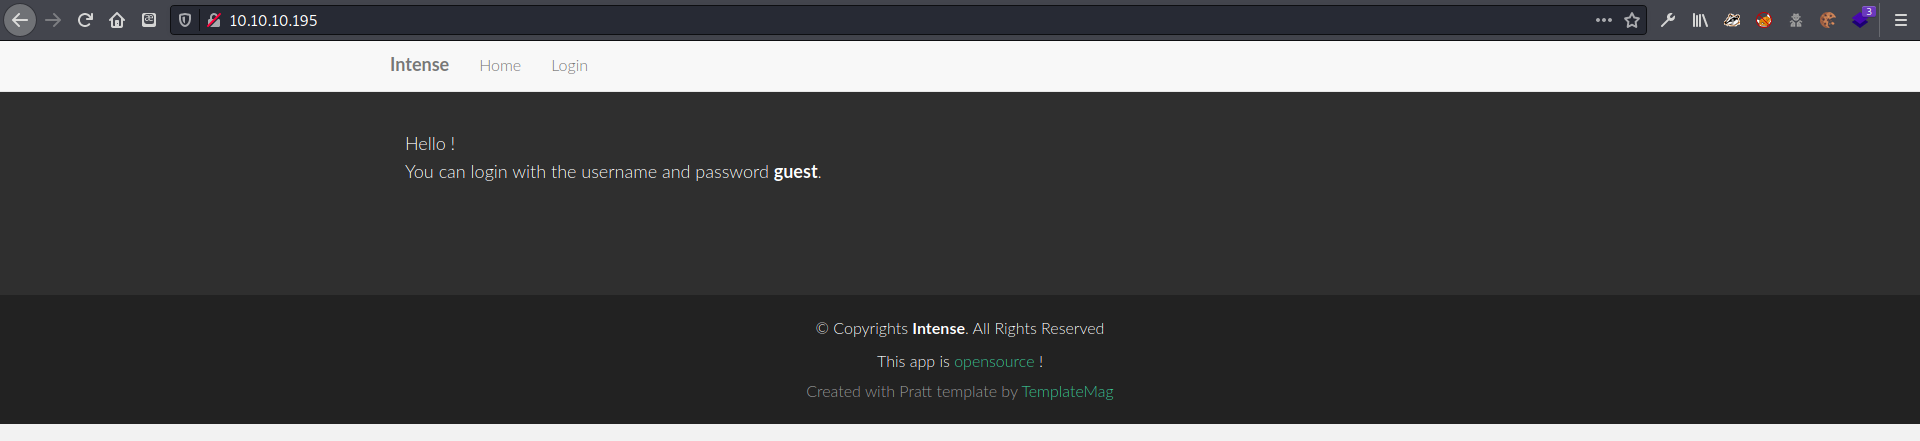 10.10.10.195
3
Intense Home Login
Hello !
You can login with the username and password guest.
© Copyrights Intense. All Rights Reserved
This app is opensource !
Created with Pratt template by TemplateMag